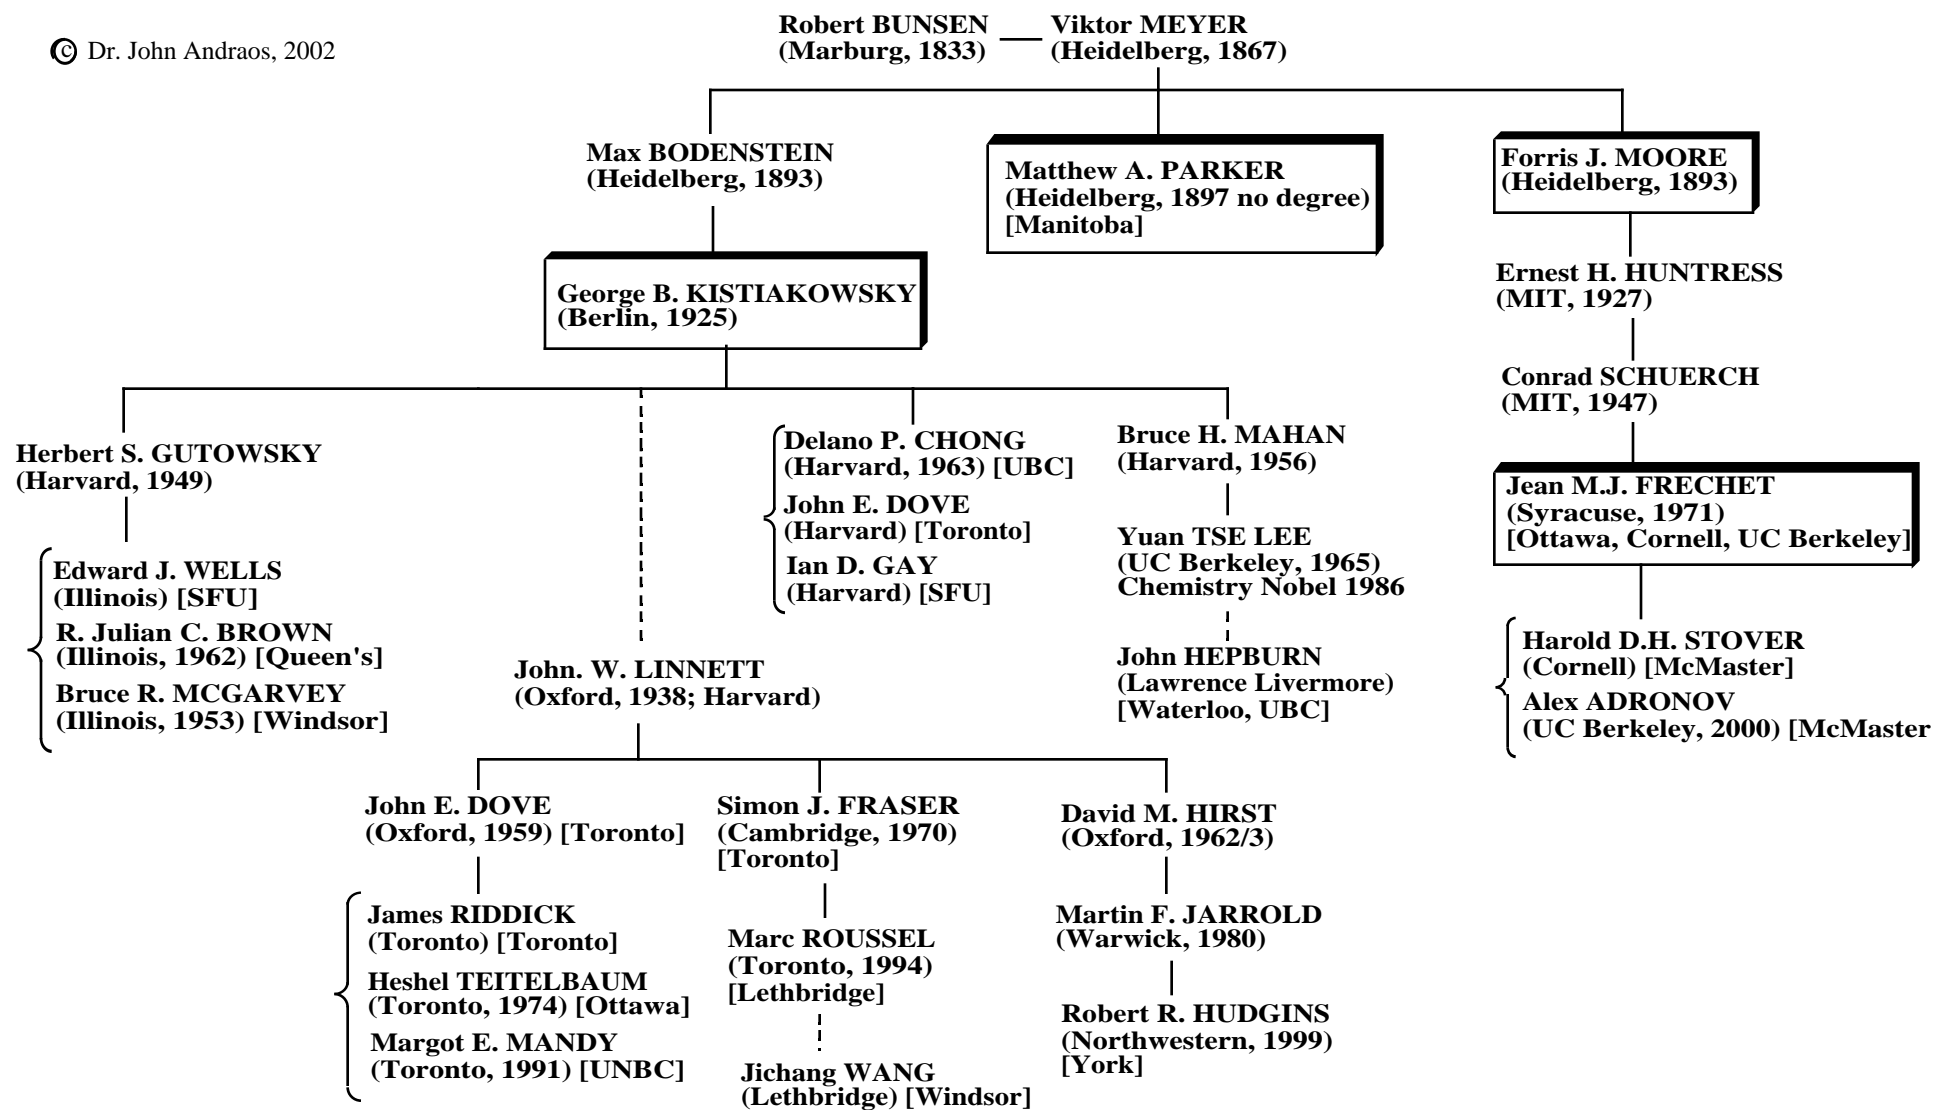 Robert BUNSEN
(Marburg, 1833)
Viktor MEYER
(Heidelberg, 1867)
© Dr. John Andraos, 2002
Max BODENSTEIN
(Heidelberg, 1893)
Matthew A. PARKER
(Heidelberg, 1897 no degree)
[Manitoba]
Forris J. MOORE
(Heidelberg, 1893)
George B. KISTIAKOWSKY
(Berlin, 1925)
Ernest H. HUNTRESS
(MIT, 1927)
Conrad SCHUERCH
(MIT, 1947)
Herbert S. GUTOWSKY
(Harvard, 1949)
Delano P. CHONG
(Harvard, 1963) [UBC]
John E. DOVE
(Harvard) [Toronto]
Ian D. GAY
(Harvard) [SFU]
Bruce H. MAHAN
(Harvard, 1956)
Yuan TSE LEE
(UC Berkeley, 1965)
Chemistry Nobel 1986
Jean M.J. FRECHET
(Syracuse, 1971)
[Ottawa, Cornell, UC Berkeley]
Edward J. WELLS
(Illinois) [SFU]
R. Julian C. BROWN
(Illinois, 1962) [Queen's]
Bruce R. MCGARVEY
(Illinois, 1953) [Windsor]
John. W. LINNETT
(Oxford, 1938; Harvard)
John HEPBURN
(Lawrence Livermore)
[Waterloo, UBC]
Harold D.H. STOVER
(Cornell) [McMaster]
Alex ADRONOV
(UC Berkeley, 2000) [McMaster
John E. DOVE
(Oxford, 1959) [Toronto]
Simon J. FRASER
(Cambridge, 1970)
[Toronto]
David M. HIRST
(Oxford, 1962/3)
James RIDDICK
(Toronto) [Toronto]
Heshel TEITELBAUM
(Toronto, 1974) [Ottawa]
Margot E. MANDY
(Toronto, 1991) [UNBC]
Marc ROUSSEL
(Toronto, 1994)
[Lethbridge]
Jichang WANG
(Lethbridge) [Windsor]
Martin F. JARROLD
(Warwick, 1980)
Robert R. HUDGINS
(Northwestern, 1999)
[York]